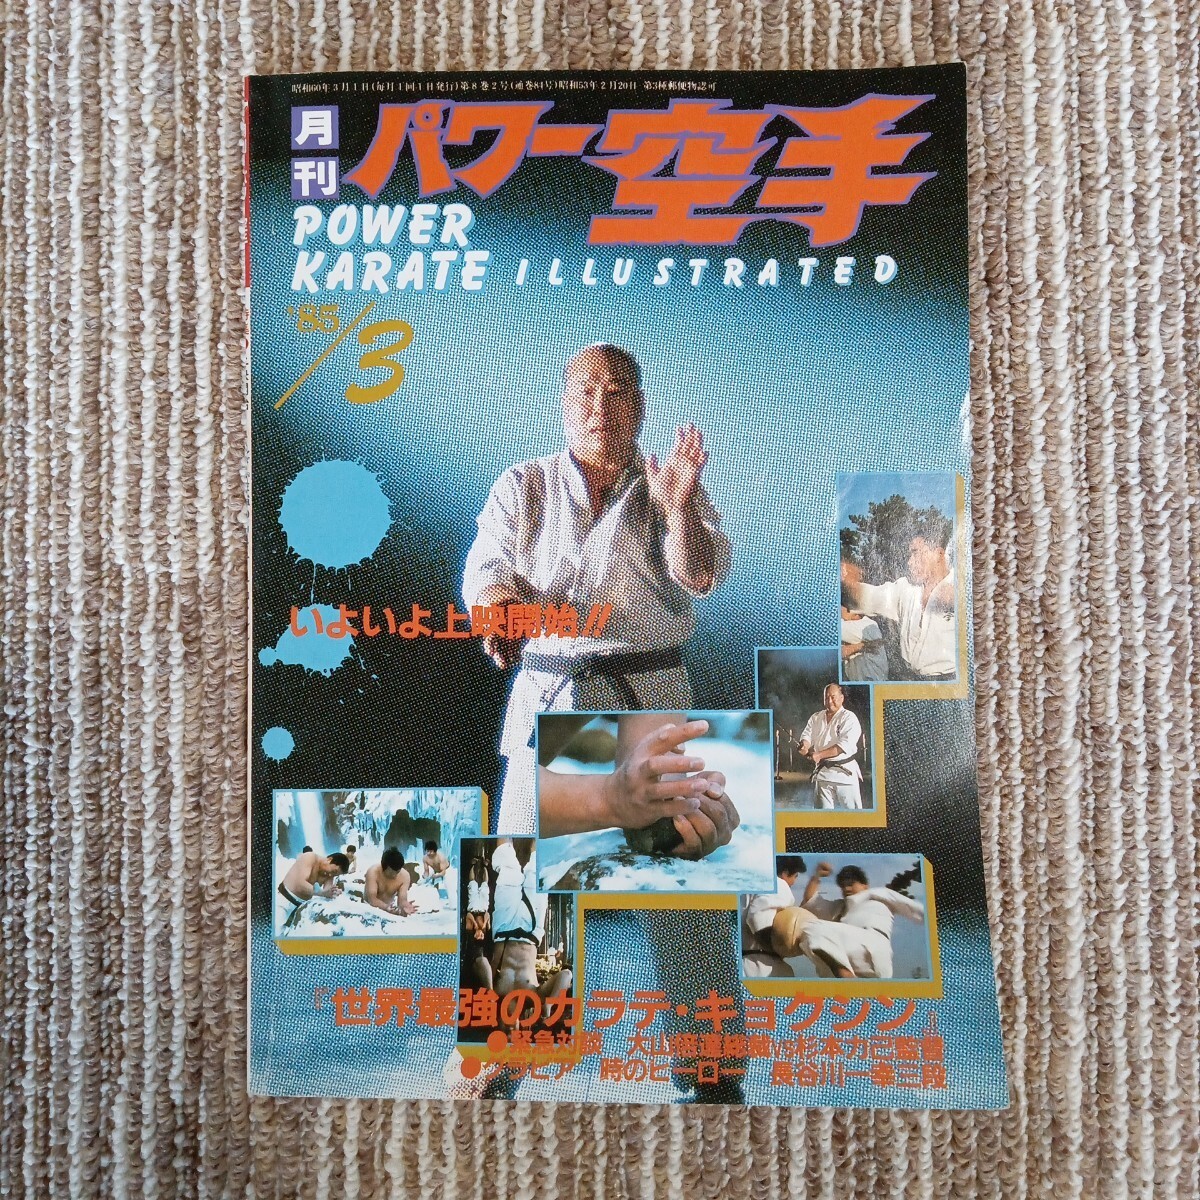 昭和60年3月1日(毎月1回1日発行)第8巻2号(通巻84号)昭和53年2月20日 第3種郵便物認可
月刊
パワー空手
POWER
KARATE ILLUSTRATED
'85/3
いよいよ上映開始!!
『世界最強のカラテ・キョクシン』
●緊急対談 大山倍達総裁vs杉本力己監督
●グラビア 時のヒーロー 長谷川一幸三段